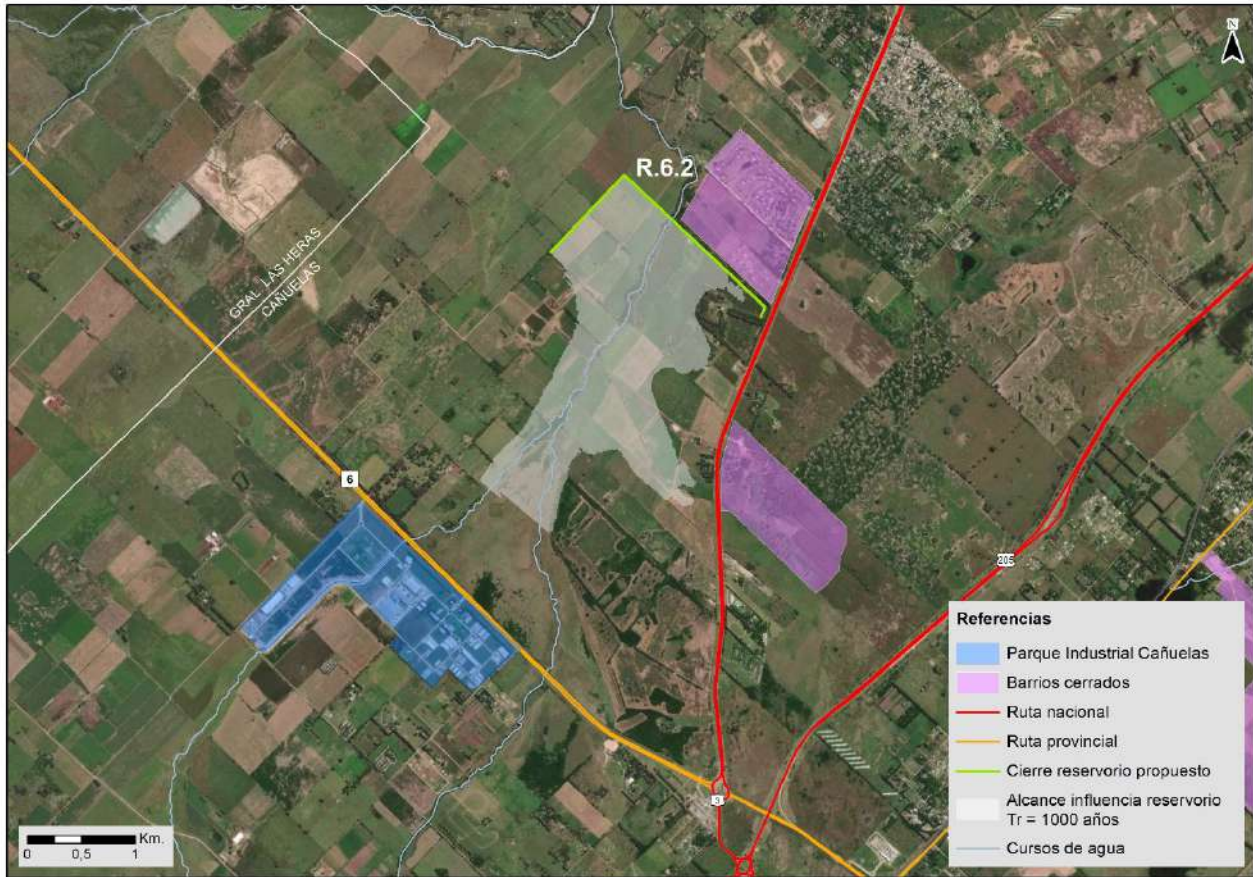 N
R.6.2
GRAL. LAS HERAS
CAÑUELAS
6
205
3
Referencias
Parque Industrial Cañuelas
Barrios cerrados
Ruta nacional
Ruta provincial
Cierre reservorio propuesto
Alcance influencia reservorio
Tr = 1000 años
Cursos de agua
Km.
0 0,5 1